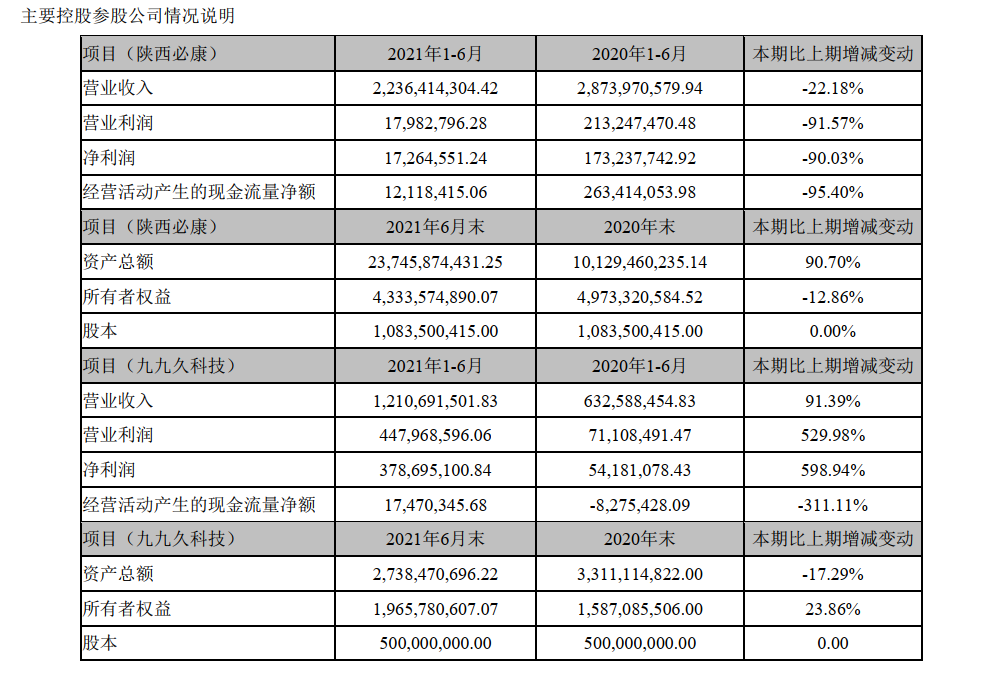 主要控股参股公司情况说明
项目（陕西必康） 2021年1-6月 2020年1-6月 本期比上期增减变动
营业收入 2,236,414,304.42 2,873,970,579.94 -22.18%
营业利润 17,982,796.28 213,247,470.48 -91.57%
净利润 17,264,551.24 173,237,742.92 -90.03%
经营活动产生的现金流量净额 12,118,415.06 263,414,053.98 -95.40%
项目（陕西必康） 2021年6月末 2020年末 本期比上期增减变动
资产总额 23,745,874,431.25 10,129,460,235.14 90.70%
所有者权益 4,333,574,890.07 4,973,320,584.52 -12.86%
股本 1,083,500,415.00 1,083,500,415.00 0.00%
项目（九九久科技） 2021年1-6月 2020年1-6月 本期比上期增减变动
营业收入 1,210,691,501.83 632,588,454.83 91.39%
营业利润 447,968,596.06 71,108,491.47 529.98%
净利润 378,695,100.84 54,181,078.43 598.94%
经营活动产生的现金流量净额 17,470,345.68 -8,275,428.09 -311.11%
项目（九九久科技） 2021年6月末 2020年末 本期比上期增减变动
资产总额 2,738,470,696.22 3,311,114,822.00 -17.29%
所有者权益 1,965,780,607.07 1,587,085,506.00 23.86%
股本 500,000,000.00 500,000,000.00 0.00